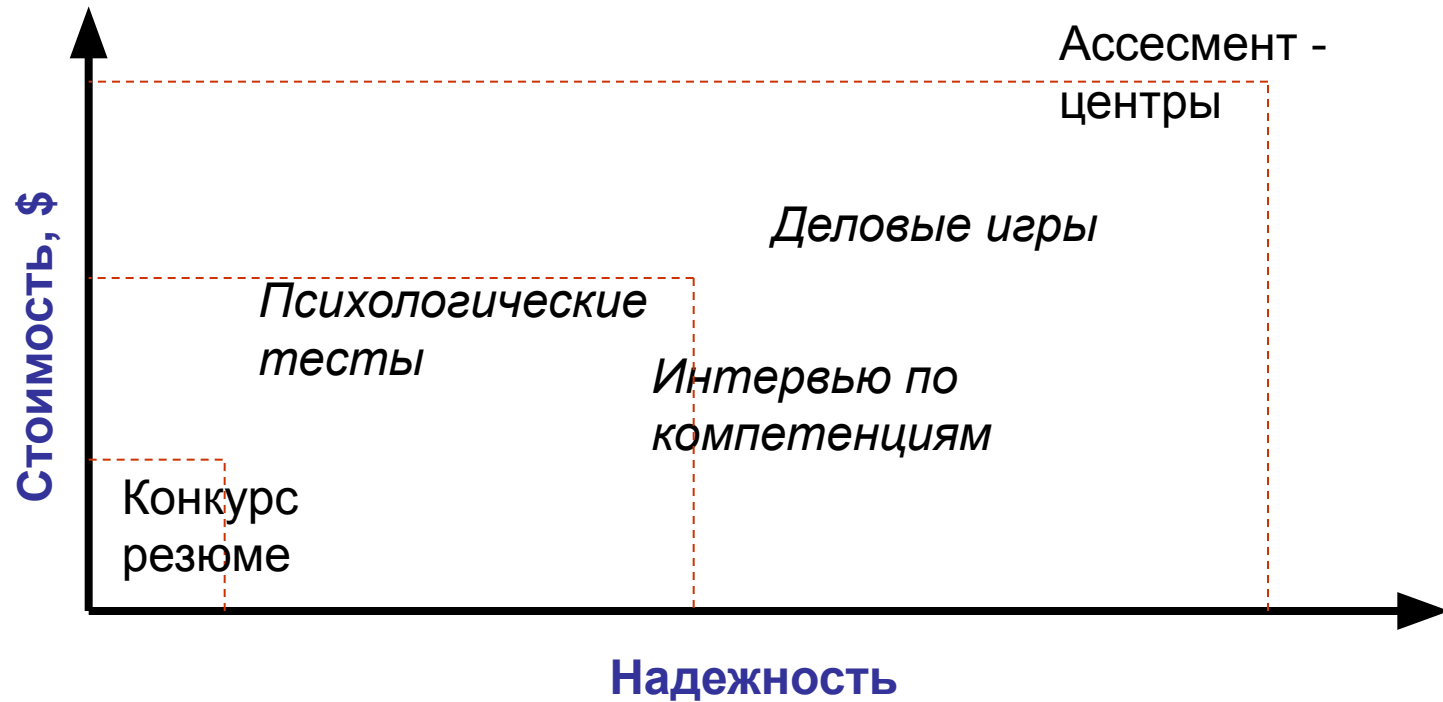 Ассесмент -
центры
Деловые игры
Стоимость, $
Психологические
тесты
Интервью по
компетенциям
Конкурс
резюме
Надежность